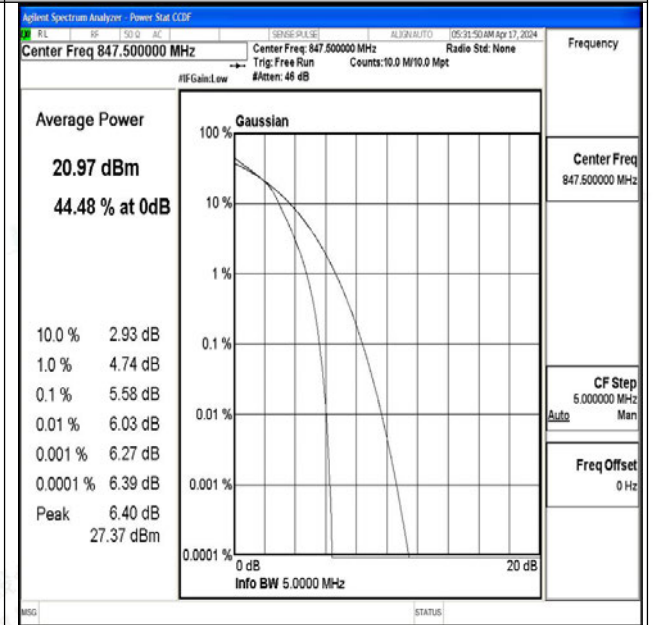 Agilent Spectrum Analyzer - Power Stat CCDF
RL RF 50 Ω AC SENSE:PULSE ALIGN AUTO 05:31:50 AM Apr 17, 2024
Center Freq 847.500000 MHz
Center Freq: 847.500000 MHz Radio Std: None
Trig: Free Run Counts:10.0 M/10.0 Mpt
#IFGain:Low #Atten: 46 dB
Frequency
Average Power
20.97 dBm
44.48 % at 0dB
10.0 % 2.93 dB
1.0 % 4.74 dB
0.1 % 5.58 dB
0.01 % 6.03 dB
0.001 % 6.27 dB
0.0001 % 6.39 dB
Peak 6.40 dB
27.37 dBm
Gaussian
100 %
10 %
1 %
0.1 %
0.01 %
0.001 %
0.0001 %
0 dB 20 dB
Info BW 5.0000 MHz
Center Freq
847.500000 MHz
CF Step
5.000000 MHz
Auto Man
Freq Offset
0 Hz
MSG STATUS